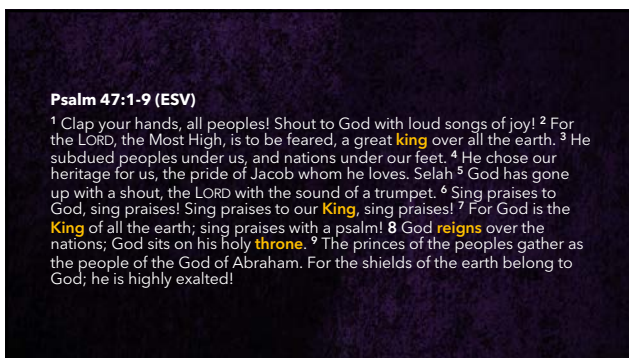 Psalm 47:1-9 (ESV)
1 Clap your hands, all peoples! Shout to God with loud songs of joy! 2 For
the LORD, the Most High, is to be feared, a great king over all the earth. 3 He
subdued peoples under us, and nations under our feet. 4 He chose our
heritage for us, the pride of Jacob whom he loves. Selah 5 God has gone
up with a shout, the LORD with the sound of a trumpet. 6 Sing praises to
God, sing praises! Sing praises to our King, sing praises! 7 For God is the
King of all the earth; sing praises with a psalm! 8 God reigns over the
nations; God sits on his holy throne. 9 The princes of the peoples gather as
the people of the God of Abraham. For the shields of the earth belong to
God; he is highly exalted!